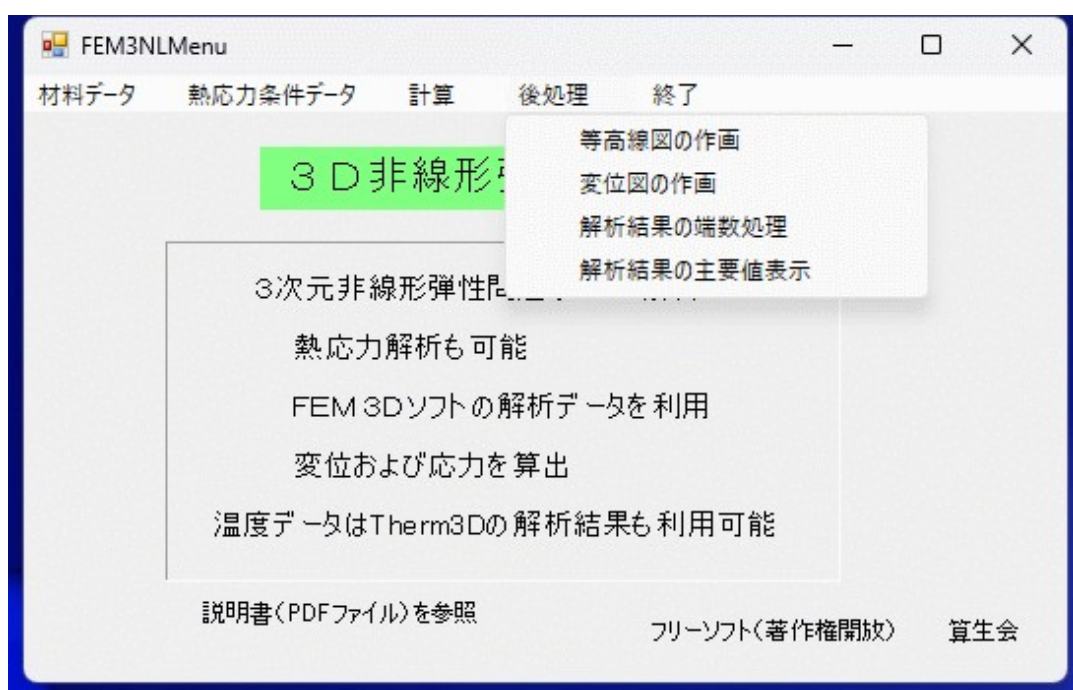 FEM3NLMenu
材料データ 熱応力条件データ 計算 後処理 終了
等高線図の作画
変位図の作画
解析結果の端数処理
解析結果の主要値表示
３Ｄ非線形
3次元非線形弾性
熱応力解析も可能
FEM3Dソフトの解析データを利用
変位および応力を算出
温度データはTherm3Dの解析結果も利用可能
説明書(PDFファイル)を参照
フリーソフト(著作権開放) 算生会